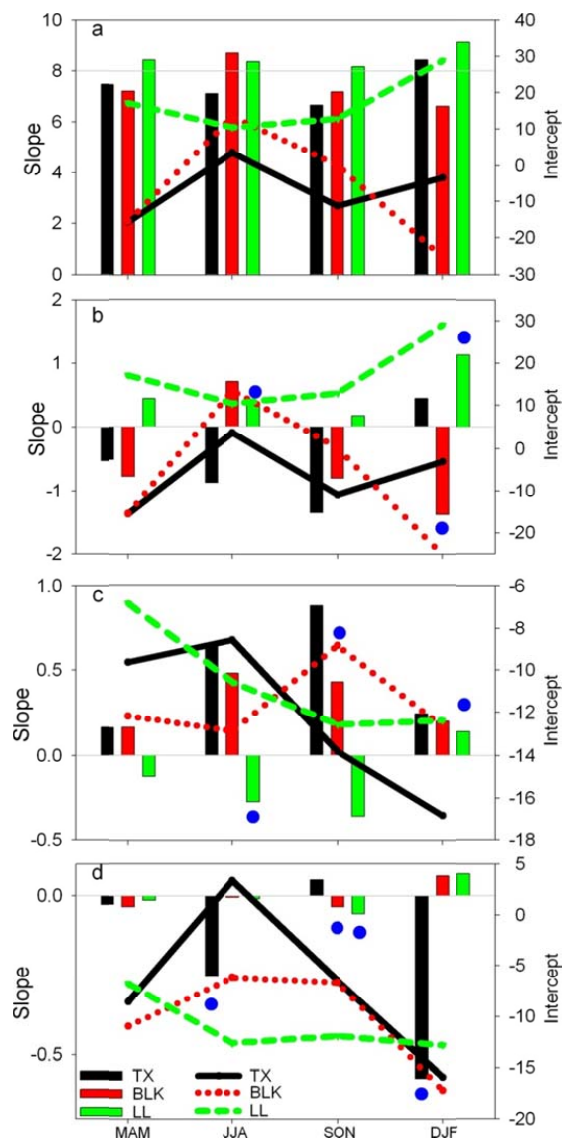 a
10
8
6
4
2
0
Slope
40
30
20
10
0
-10
-20
-30
Intercept
b
2
1
0
-1
-2
Slope
30
20
10
0
-10
-20
Intercept
c
1.0
0.5
0.0
-0.5
Slope
-6
-8
-10
-12
-14
-16
-18
Intercept
d
0.0
-0.5
Slope
5
0
-5
-10
-15
-20
Intercept
TX TX
BLK BLK
LL LL
MAM JJA SON DJF